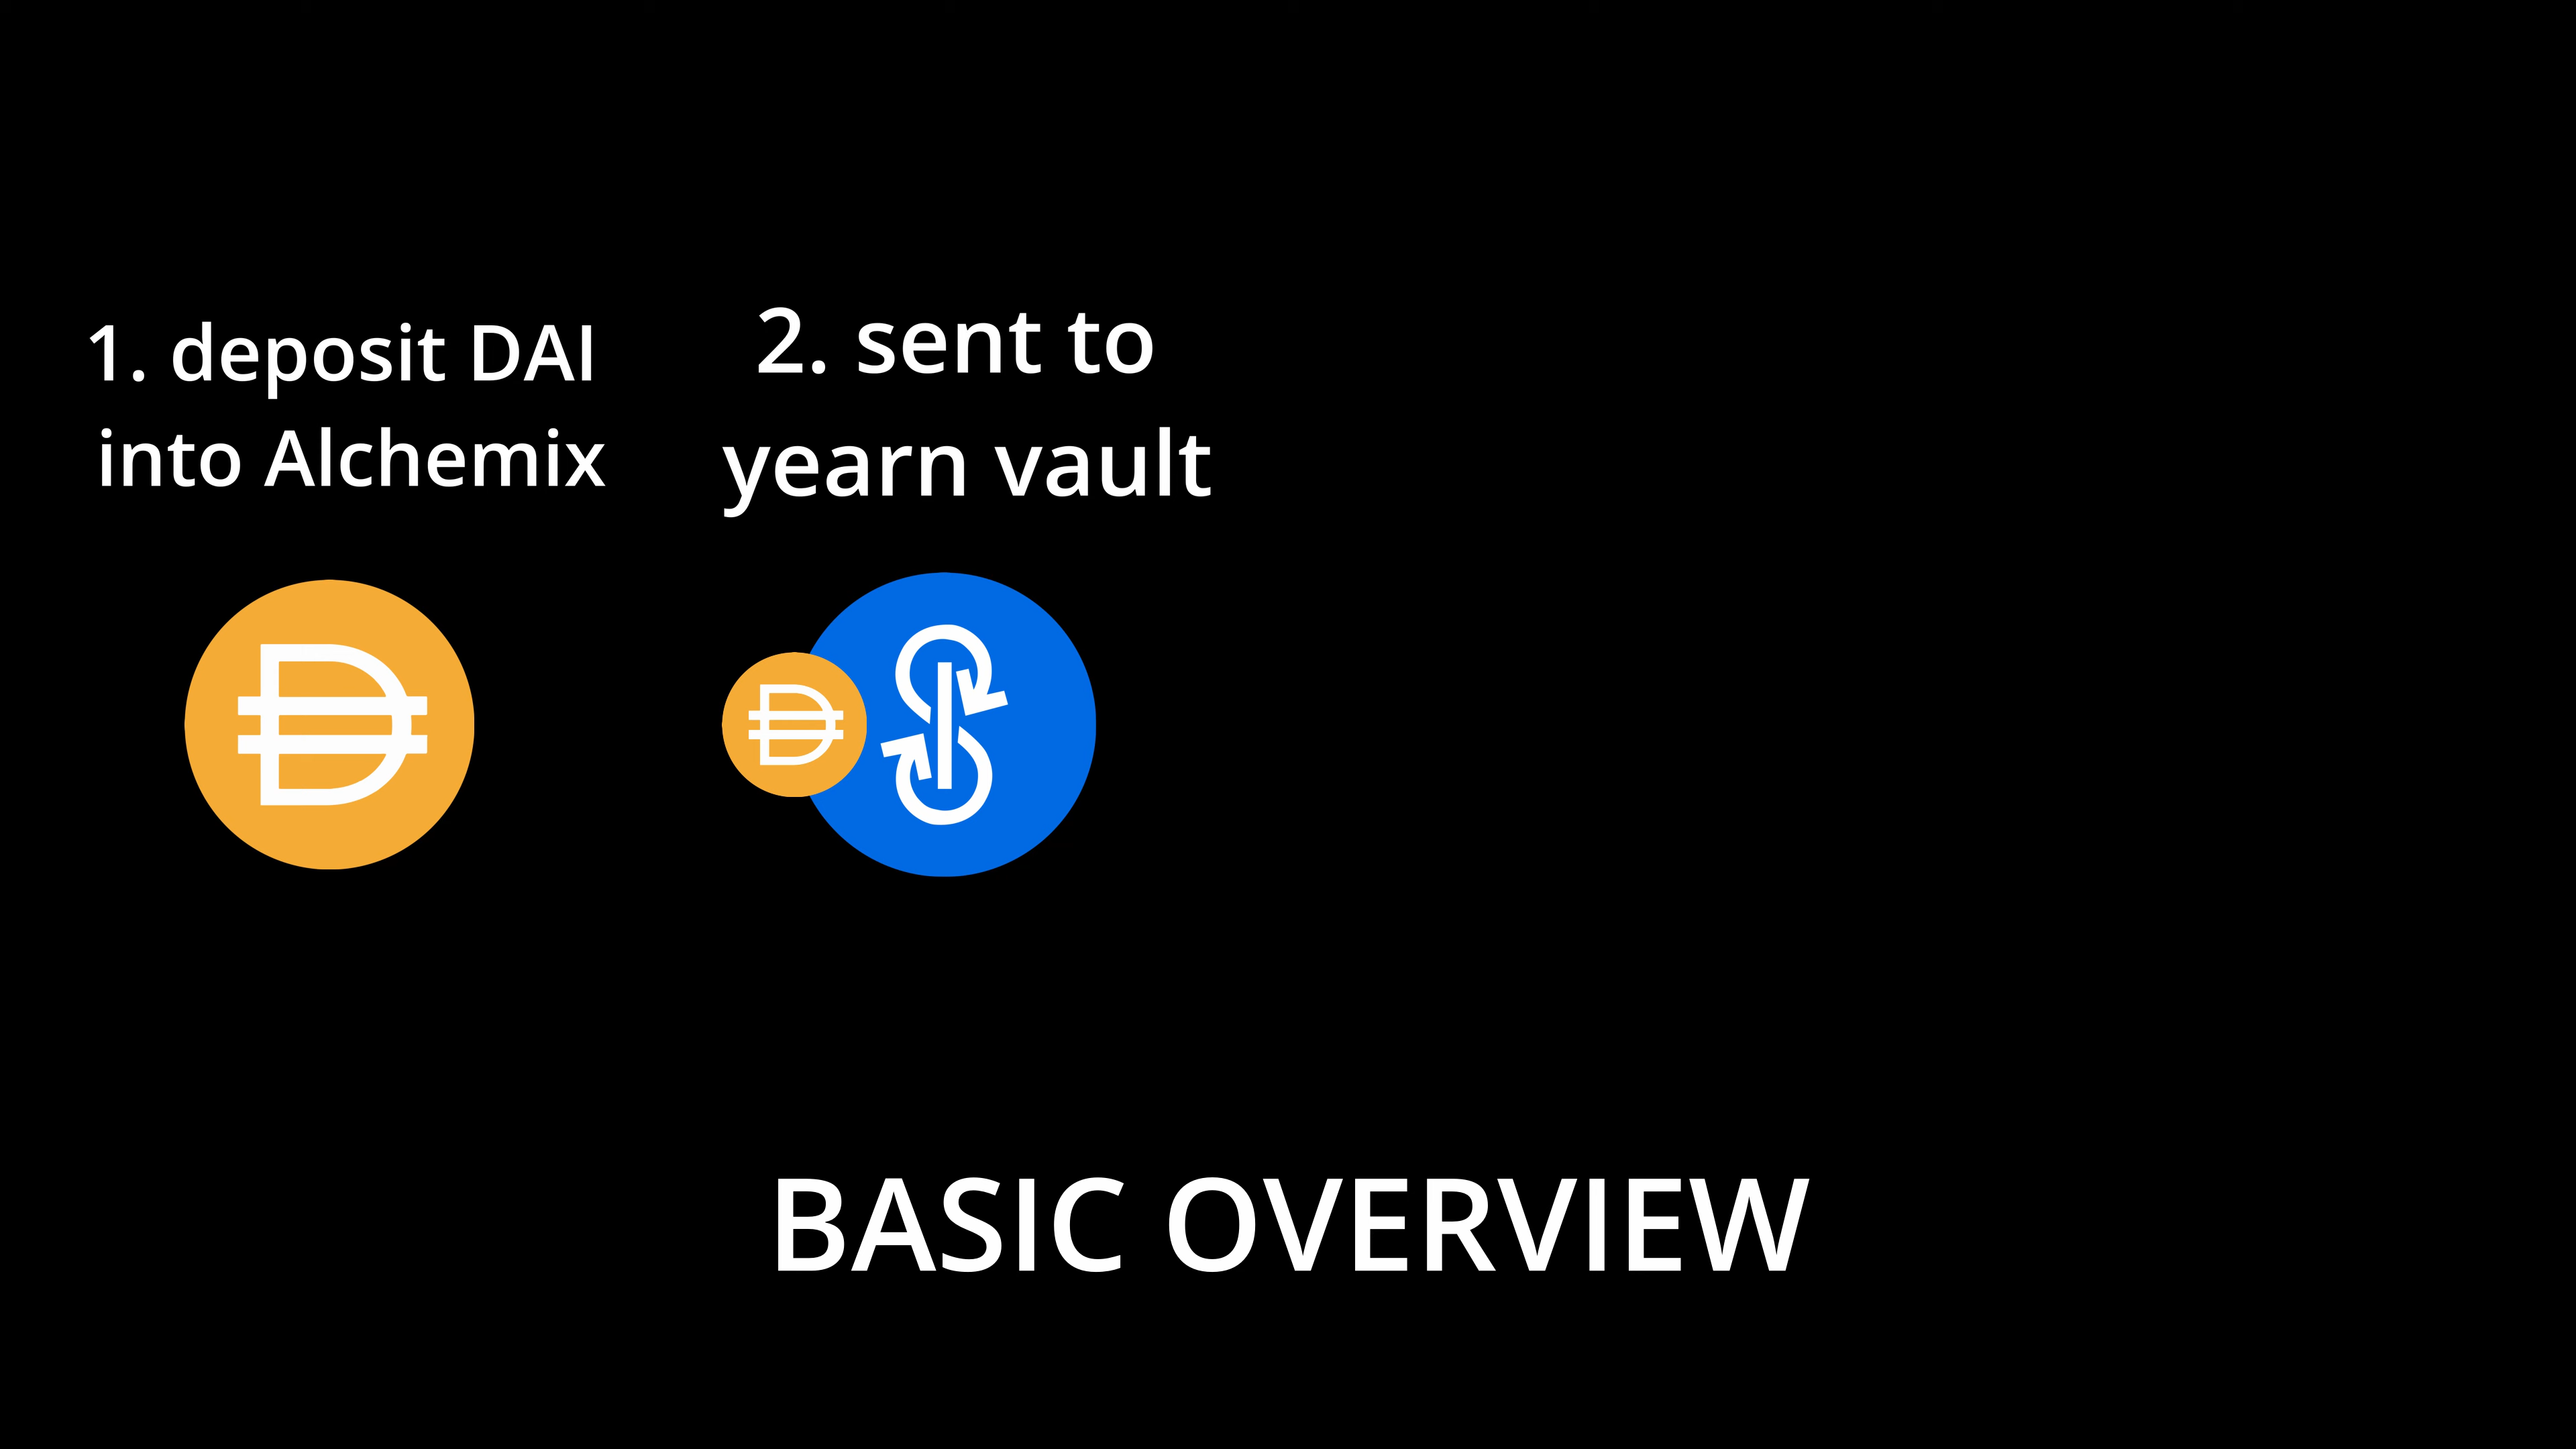 1. deposit DAI
into Alchemix
2. sent to
yearn vault
BASIC OVERVIEW